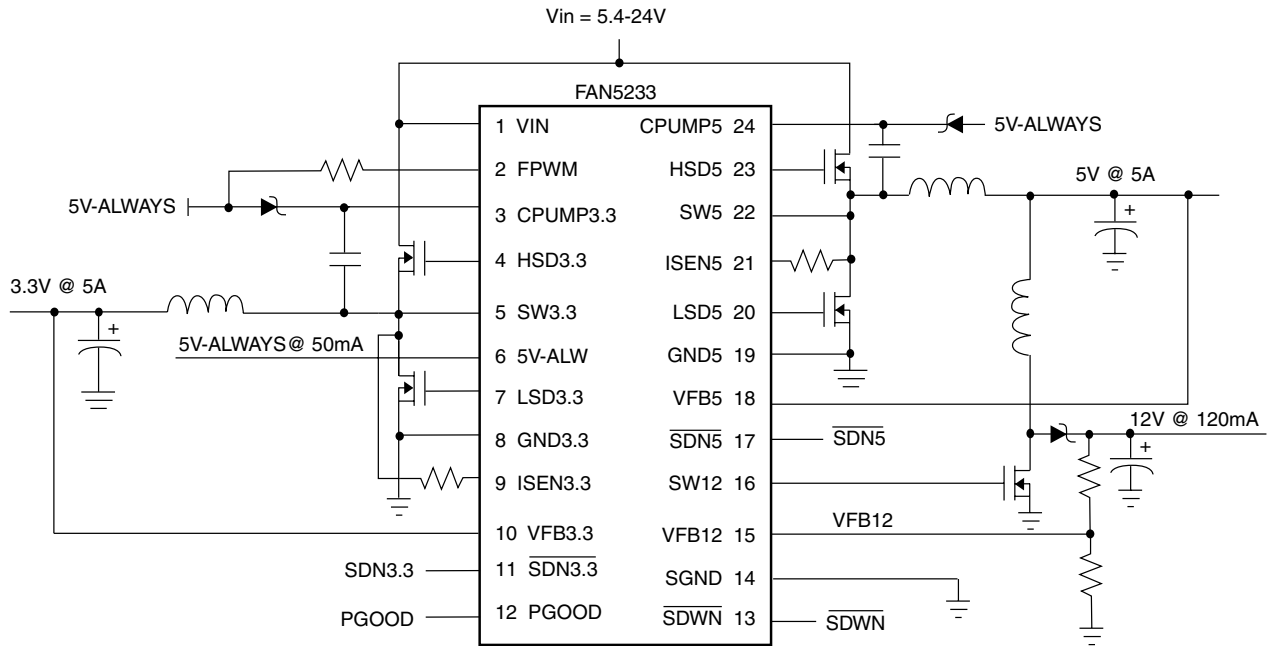 Vin = 5.4-24V
FAN5233
1 VIN
2 FPWM
3 CPUMP3.3
4 HSD3.3
5 SW3.3
6 5V-ALW
7 LSD3.3
8 GND3.3
9 ISEN3.3
10 VFB3.3
11 SDN3.3
12 PGOOD
CPUMP5 24
HSD5 23
SW5 22
ISEN5 21
LSD5 20
GND5 19
VFB5 18
SDN5 17
SW12 16
VFB12 15
SGND 14
SDWN 13
5V-ALWAYS
3.3V @ 5A
+
5V-ALWAYS@ 50mA
SDN3.3
PGOOD
5V-ALWAYS
5V @ 5A
+
SDN5
12V @ 120mA
+
VFB12
SDWN